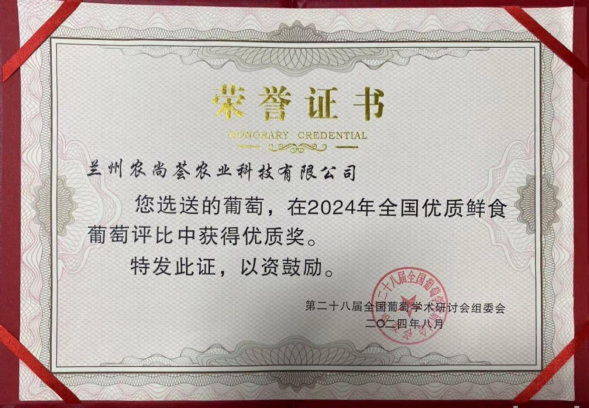 荣誉证书
HONORARY CREDENTIAL
兰州农尚荟农业科技有限公司
您选送的葡萄，在2024年全国优质鲜食
葡萄评比中获得优质奖。
特发此证，以资鼓励。
第二十八届全国葡萄学术研讨会组委会
二〇二四年八月